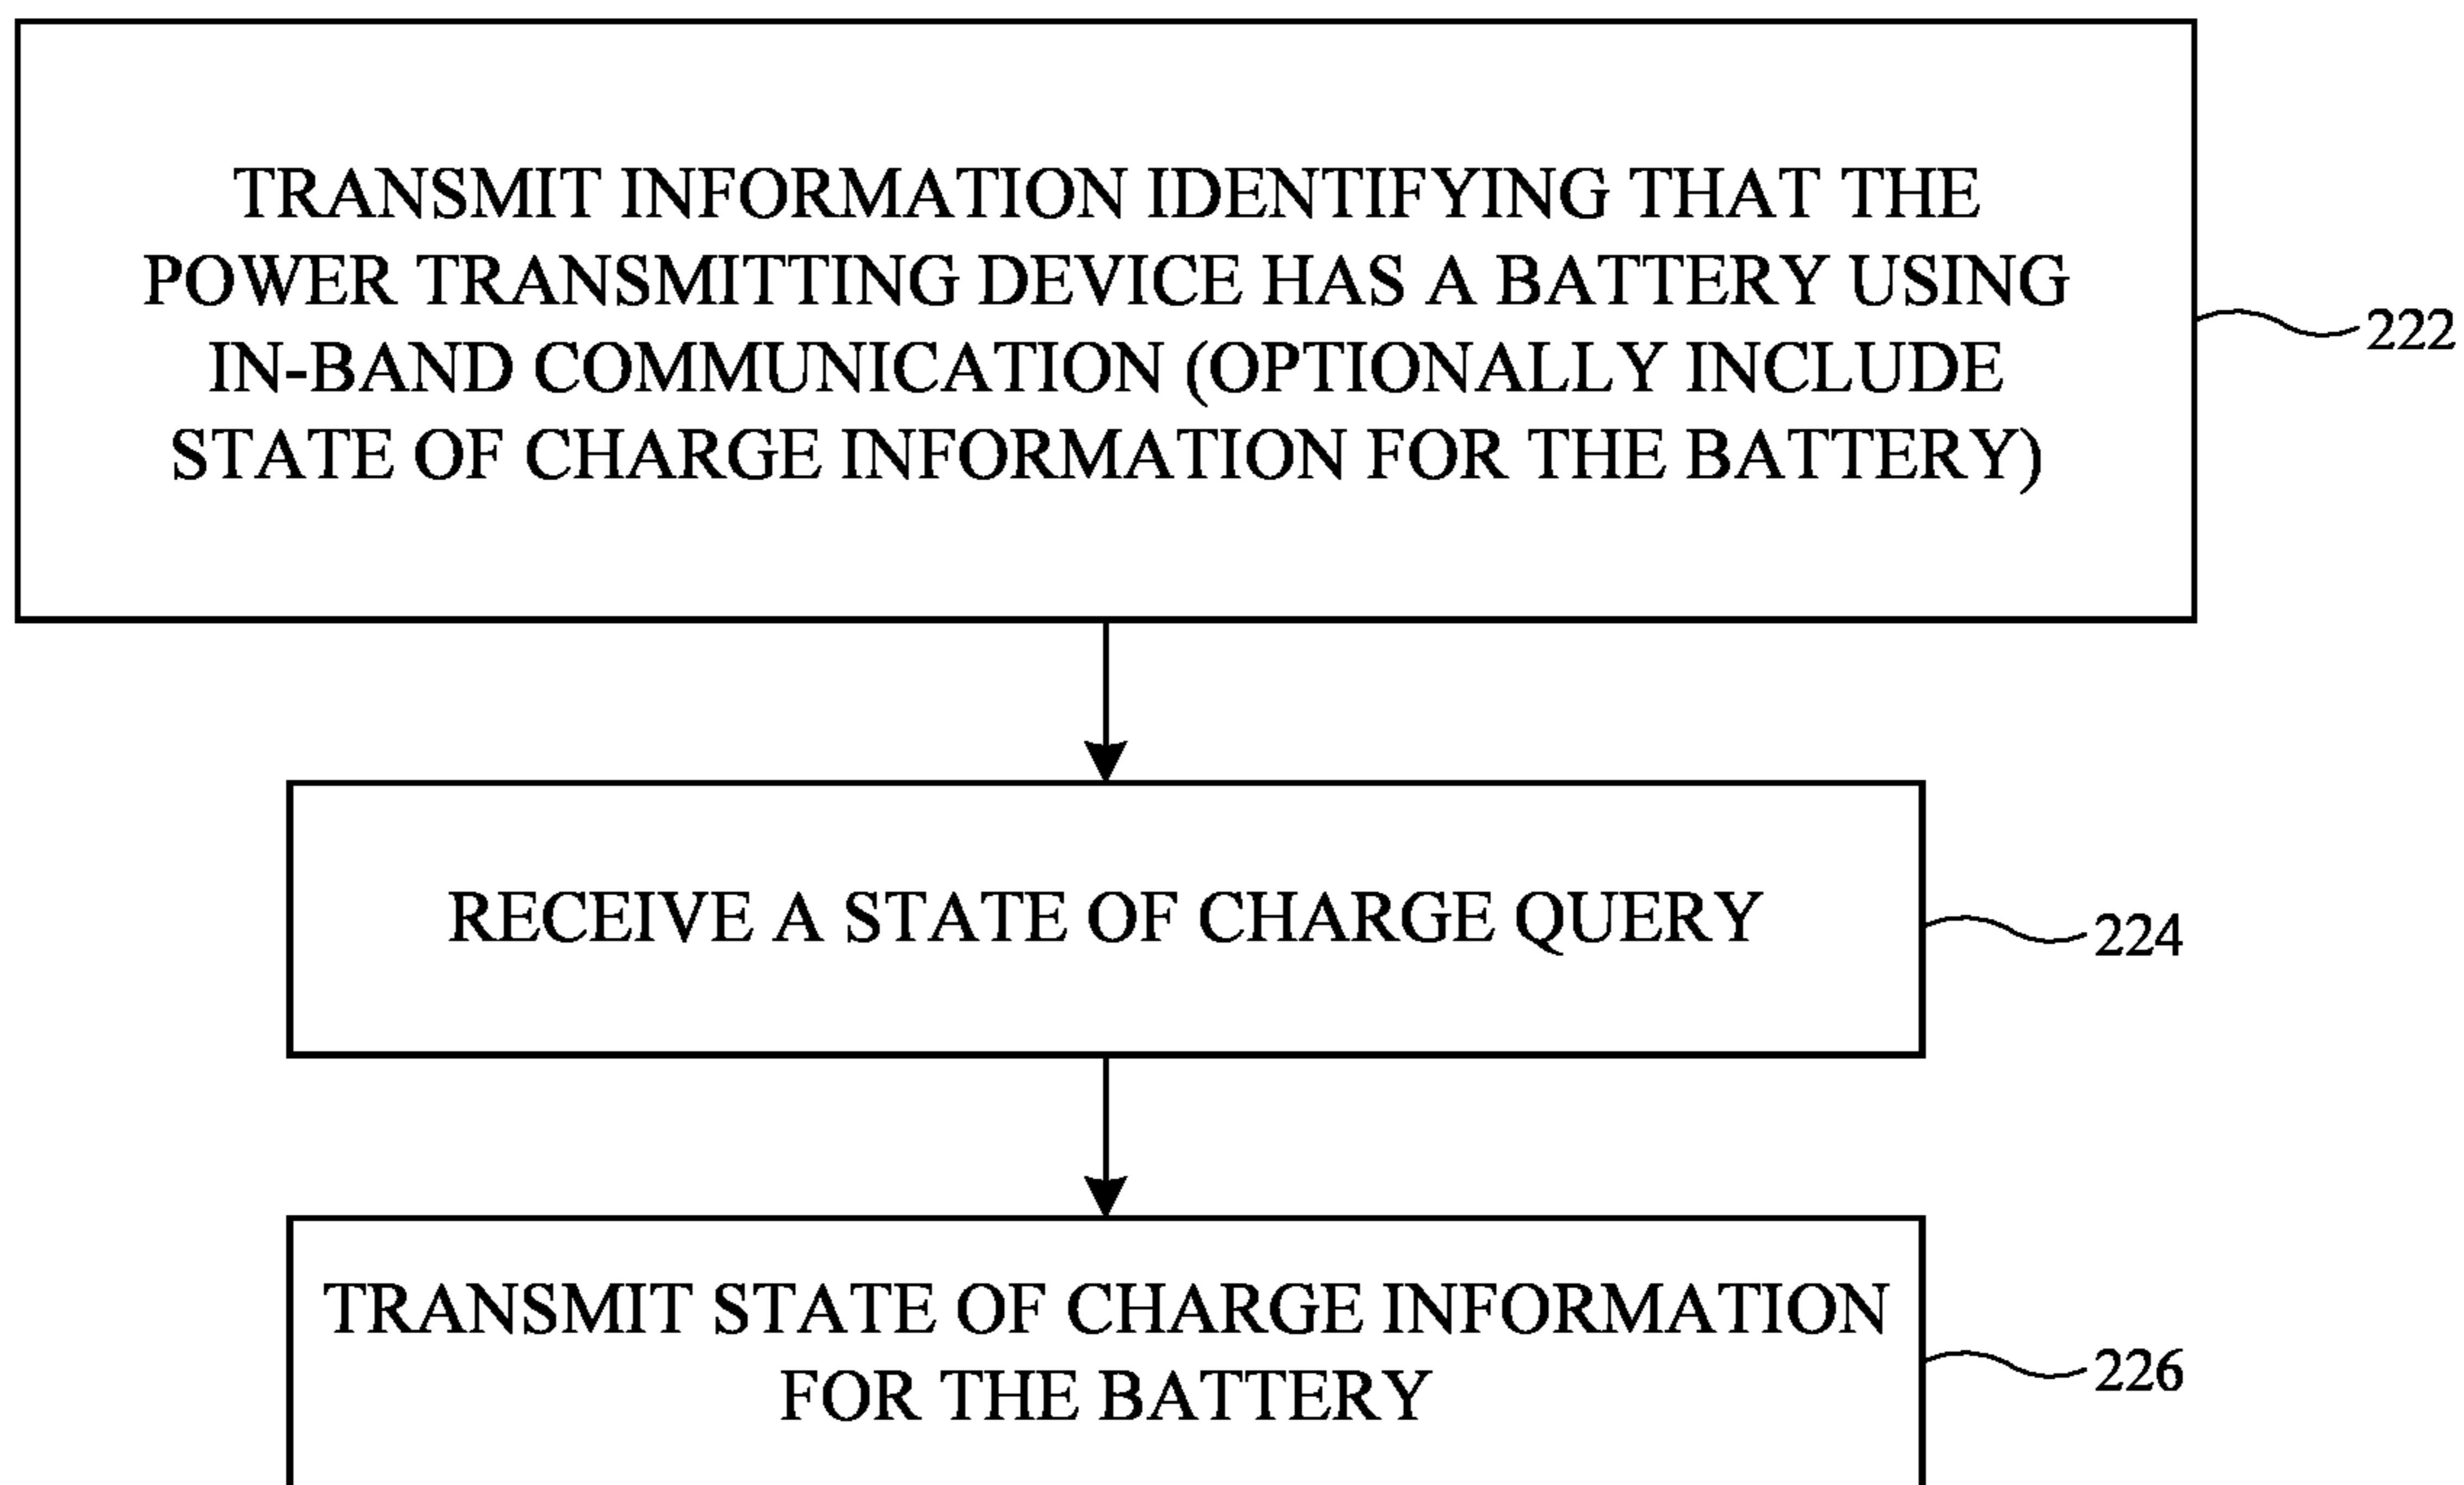 TRANSMIT INFORMATION IDENTIFYING THAT THE
POWER TRANSMITTING DEVICE HAS A BATTERY USING
IN-BAND COMMUNICATION (OPTIONALLY INCLUDE
STATE OF CHARGE INFORMATION FOR THE BATTERY)
222
RECEIVE A STATE OF CHARGE QUERY
224
TRANSMIT STATE OF CHARGE INFORMATION
FOR THE BATTERY
226